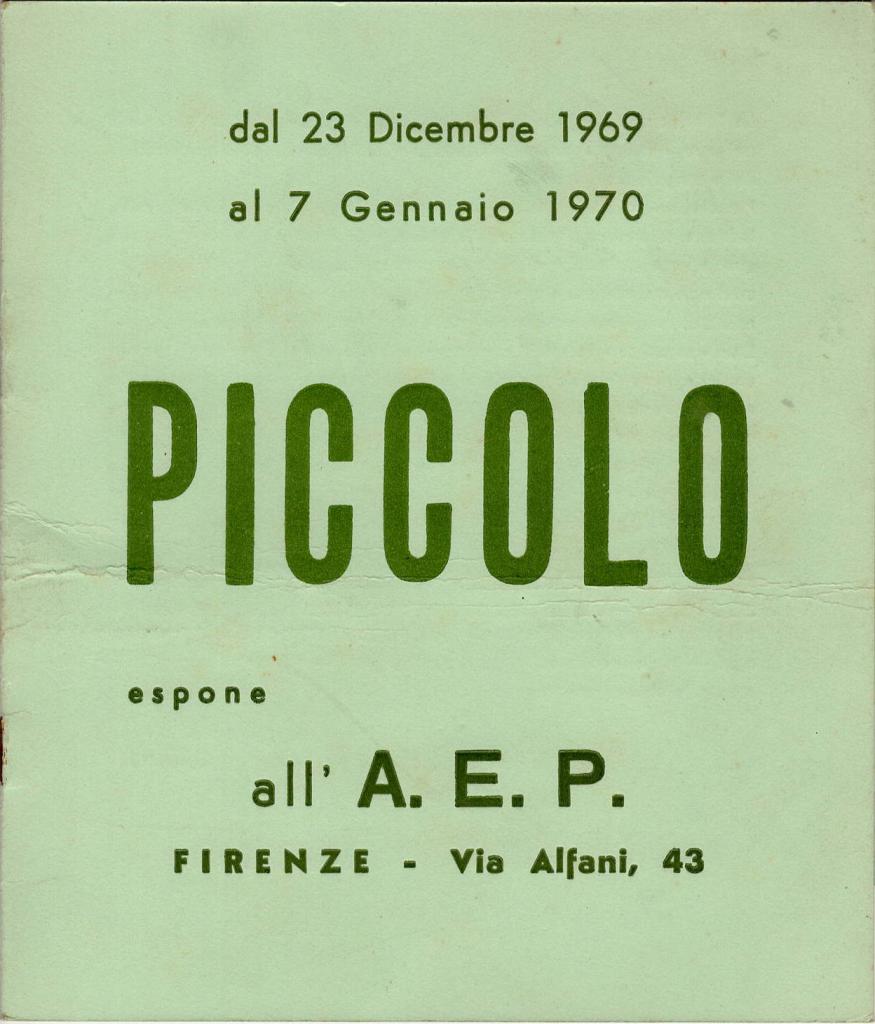 dal 23 Dicembre 1969
al 7 Gennaio 1970
PICCOLO
espone
all' A. E. P.
FIRENZE - Via Alfani, 43